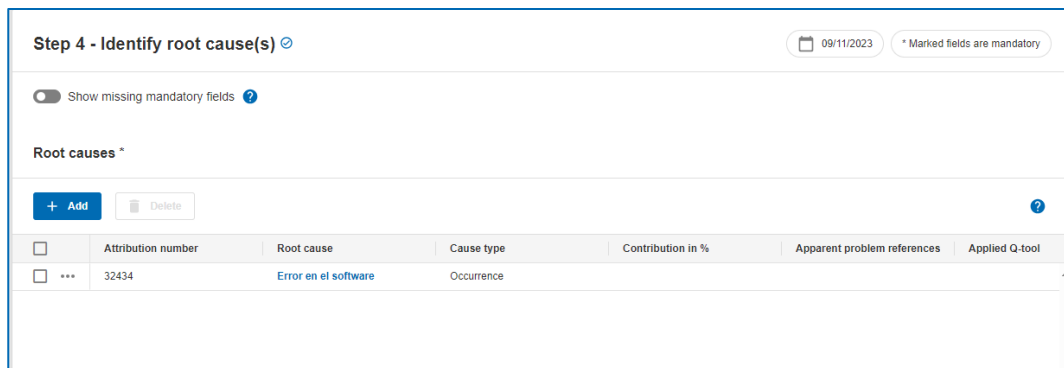 Step 4 - Identify root cause(s)
09/11/2023
* Marked fields are mandatory
Show missing mandatory fields ?
Root causes *
+ Add Delete ?
Attribution number Root cause Cause type Contribution in % Apparent problem references Applied Q-tool
32434 Error en el software Occurrence